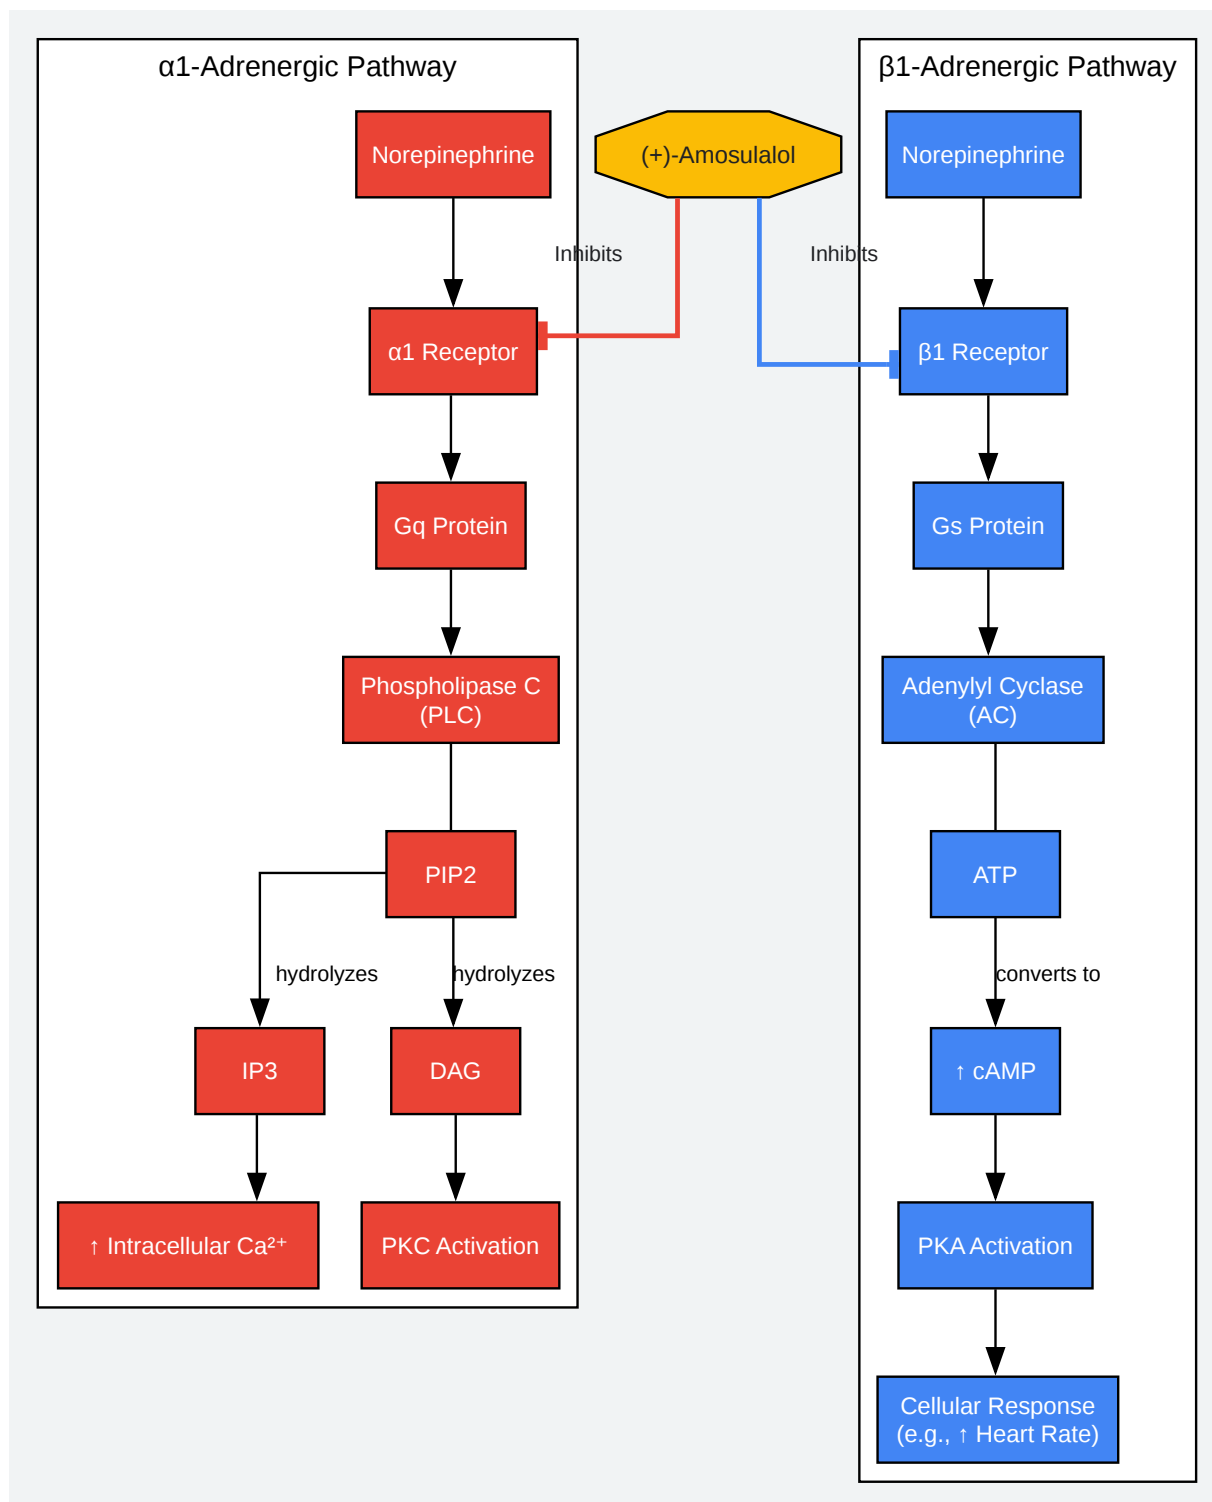 α1-Adrenergic Pathway
Norepinephrine
Inhibits
α1 Receptor
Gq Protein
Phospholipase C
(PLC)
PIP2
hydrolyzes
hydrolyzes
IP3
DAG
↑ Intracellular Ca²⁺
PKC Activation
(+)-Amosulalol
β1-Adrenergic Pathway
Norepinephrine
Inhibits
β1 Receptor
Gs Protein
Adenylyl Cyclase
(AC)
ATP
converts to
↑ cAMP
PKA Activation
Cellular Response
(e.g., ↑ Heart Rate)